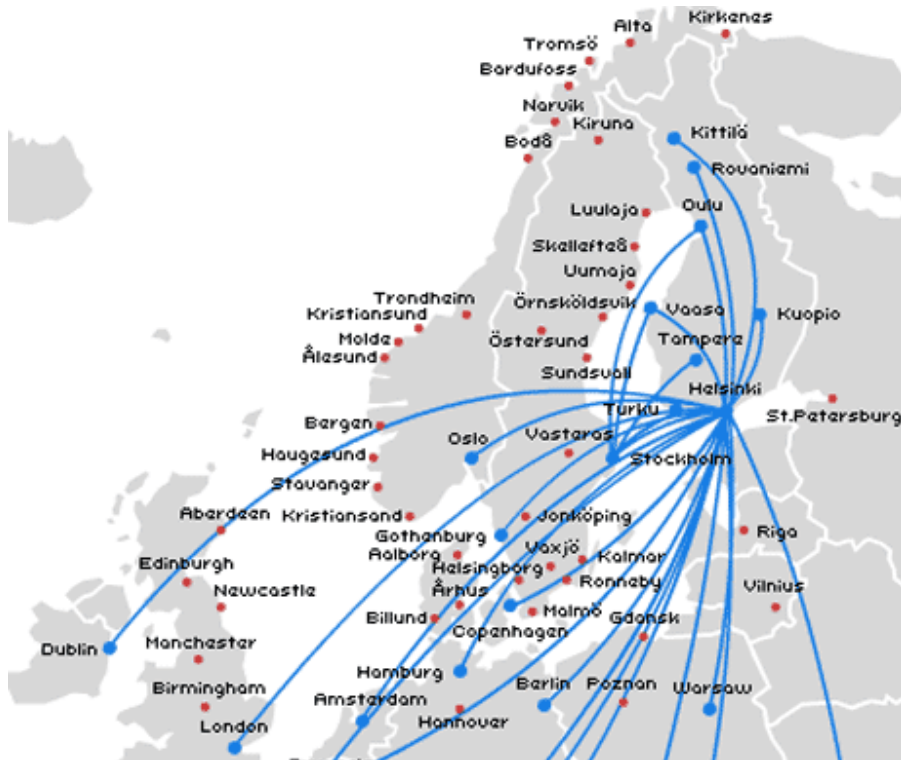 Alta
Kirkenes
Tromsö
Bardufoss
Narvik
Kiruna
Bodå
Kittilä
Rovaniemi
Oulu
Luulaja
Skellefteå
Uumaja
Trondheim
Kristiansund
Örnsköldsvik
Vaasa
Kuopio
Molde
Östersund
Tampere
Ålesund
Sundsvall
Helsinki
Turku
St.Petersburg
Bergen
Oslo
Vasteras
Haugesund
Stockholm
Stavanger
Aberdeen
Kristiansand
Jonköping
Riga
Gothenburg
Aalborg
Vaxjö
Kalmar
Edinburgh
Helsingborg
Ronneby
Vilnius
Newcastle
Århus
Billund
Malmö
Gdansk
Copenhagen
Dublin
Manchester
Hamburg
Birmingham
Amsterdam
Berlin
Poznan
Warsaw
London
Hannover